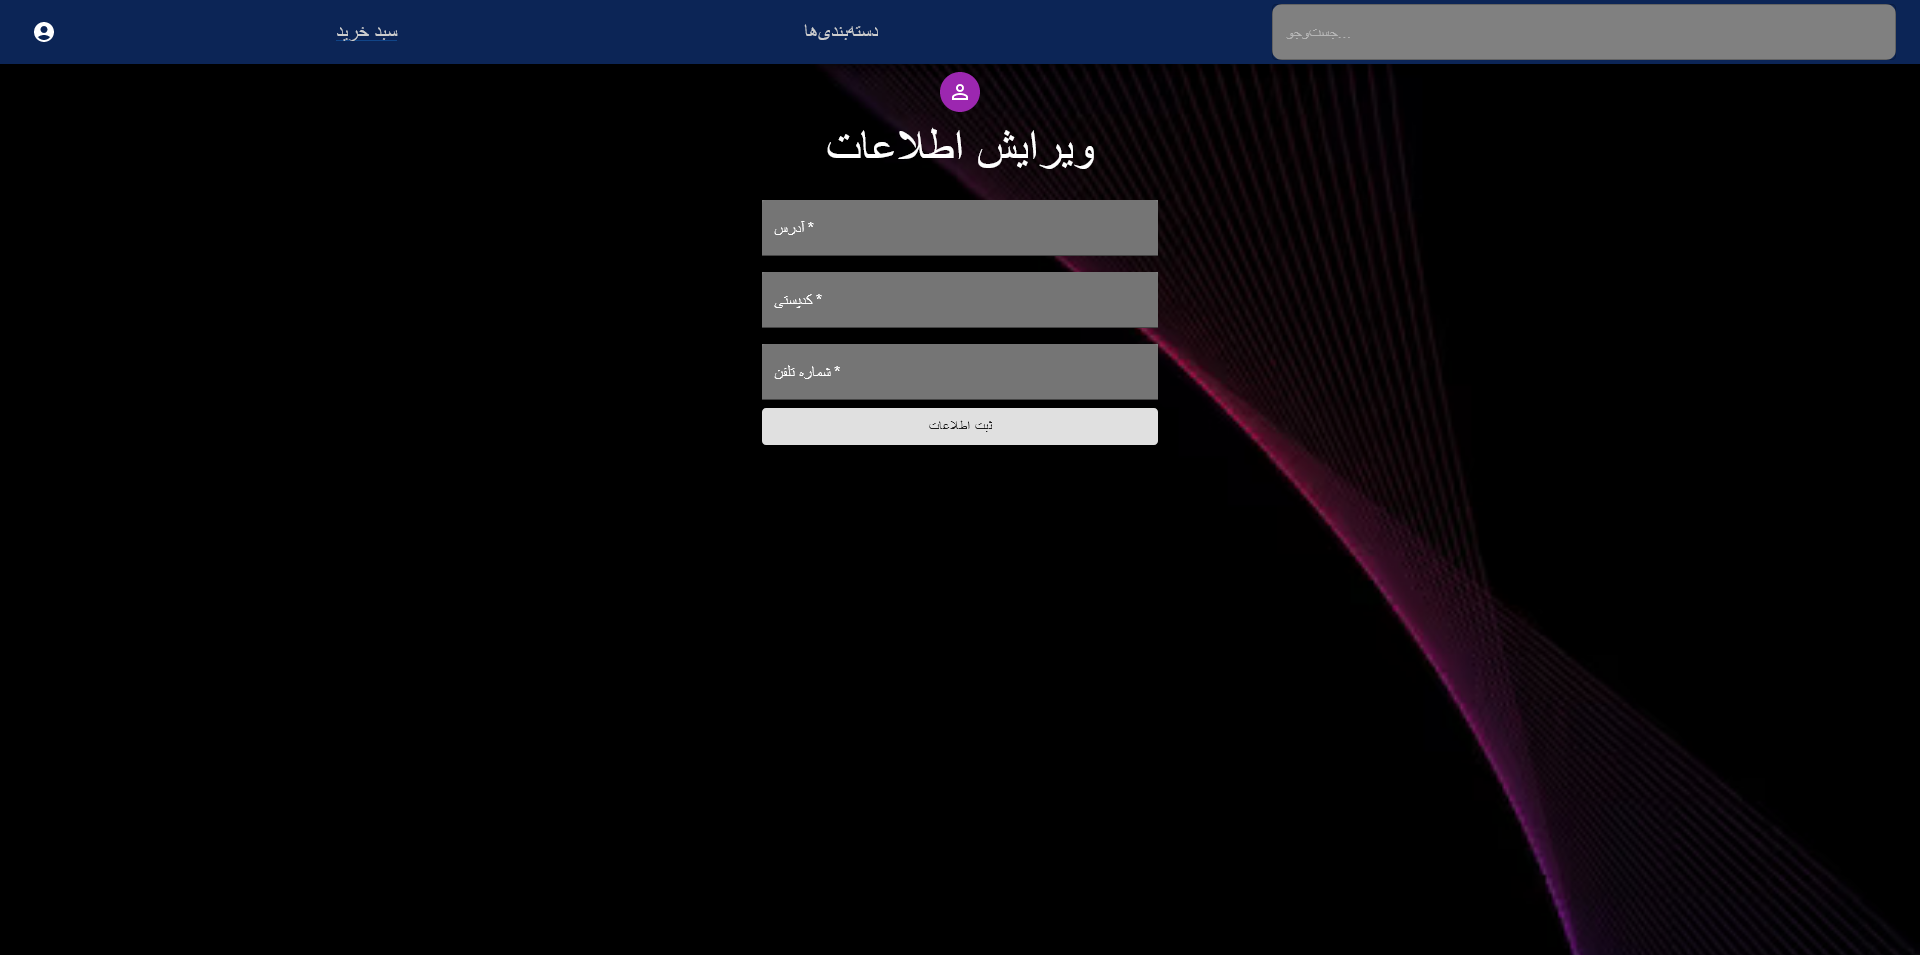 جست‌وجو...
دسته‌بندی‌ها
سبد خرید
ویرایش اطلاعات
آدرس *
کدپستی *
شماره تلفن *
ثبت اطلاعات